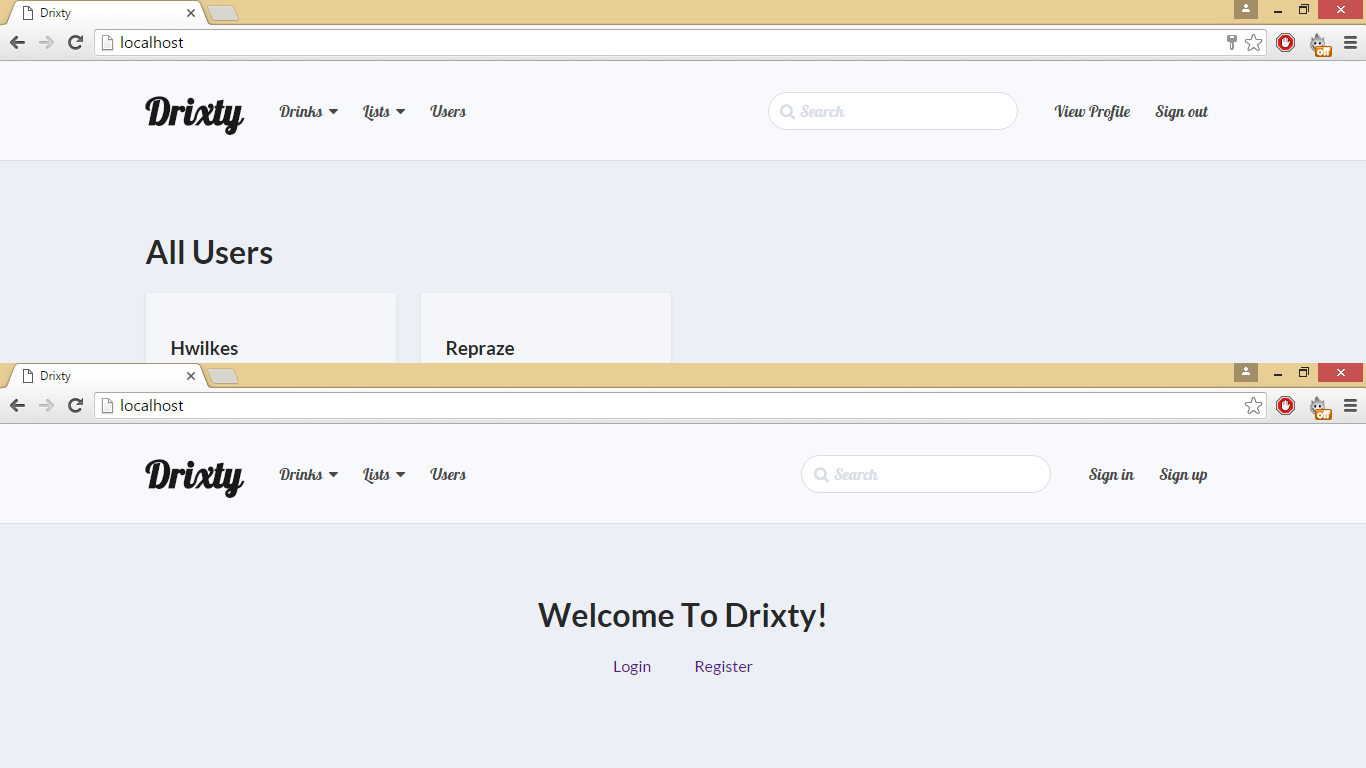 Drixty
localhost
Drixty Drinks Lists Users Search View Profile Sign out
All Users
Hwilkes Repraze
Drixty
localhost
off
Drixty Drinks Lists Users Search Sign in Sign up
Welcome To Drixty!
Login Register